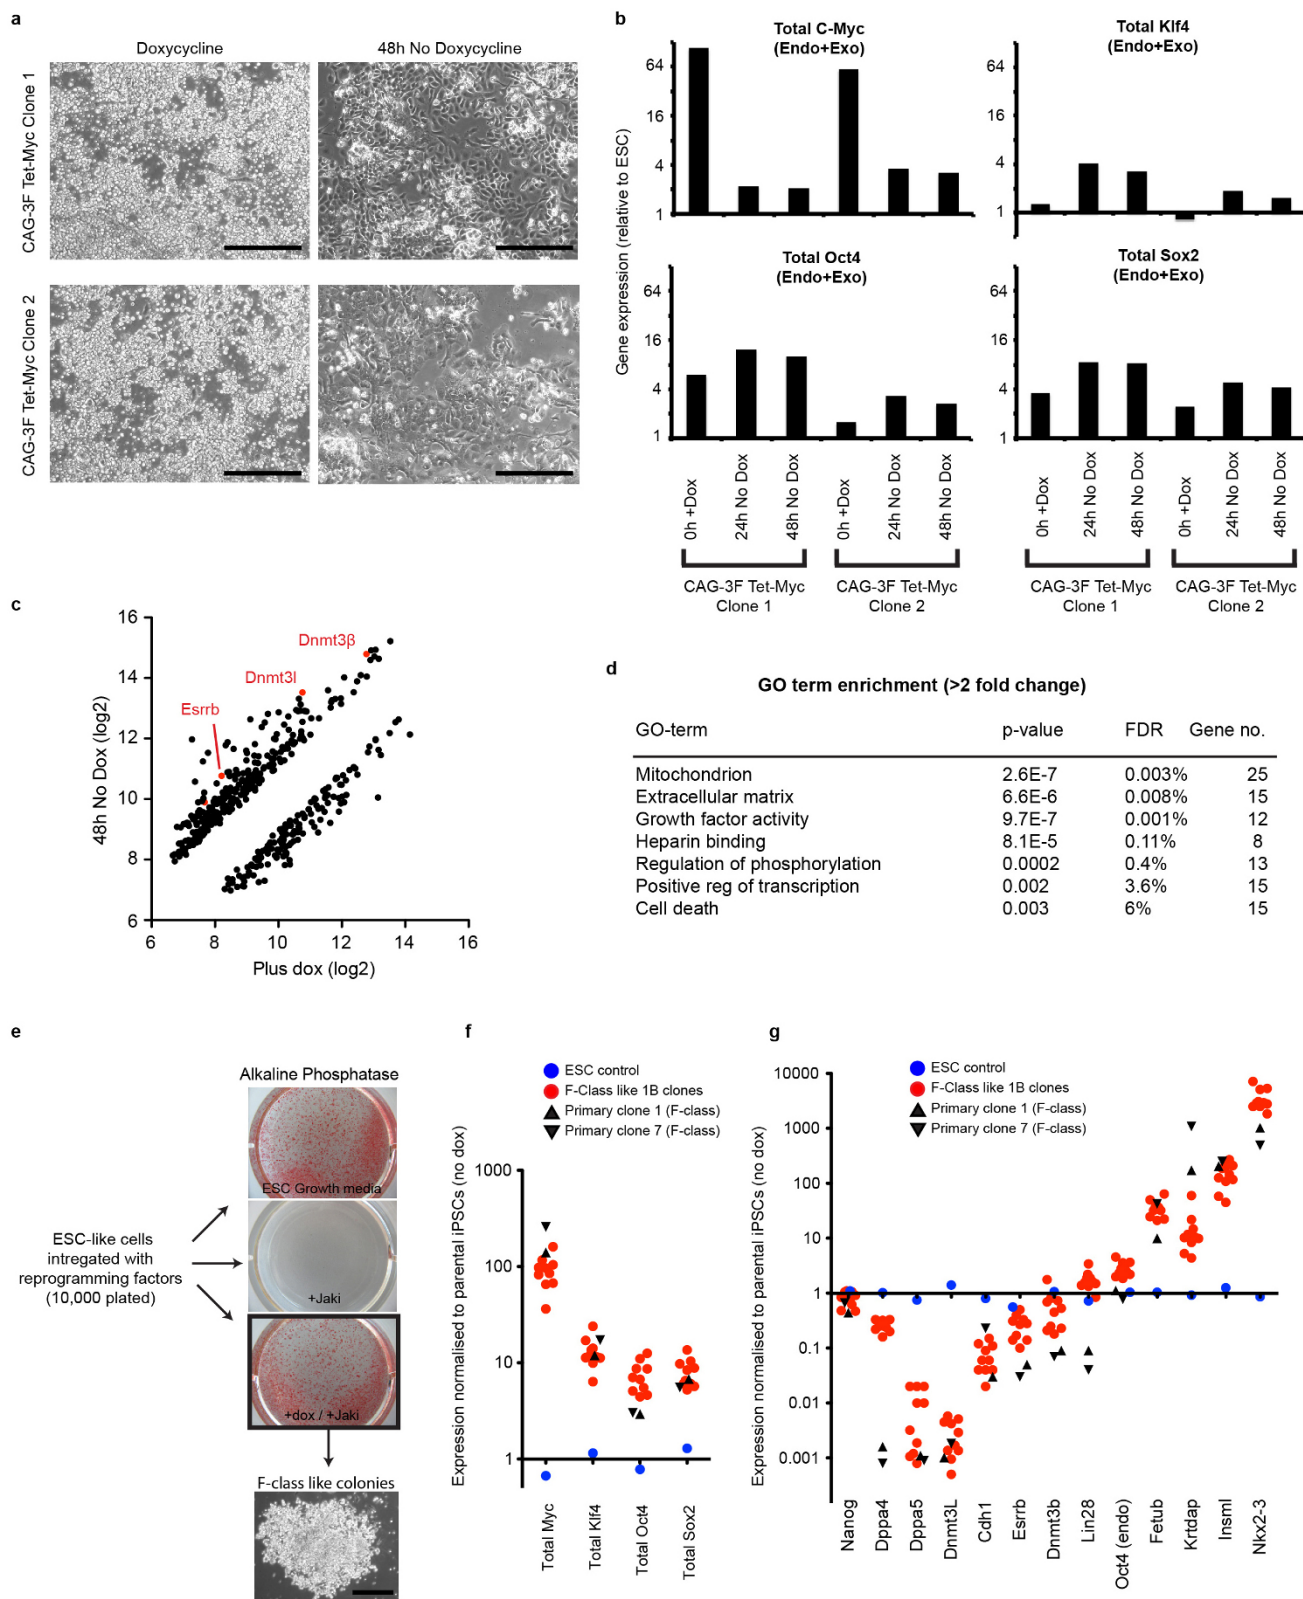 a
Doxycycline
48h No Doxycycline
CAG-3F Tet-Myc Clone 1
CAG-3F Tet-Myc Clone 2
b
Gene expression (relative to ESC)
Total C-Myc
(Endo+Exo)
64
16
4
1
Total Klf4
(Endo+Exo)
64
16
4
1
Total Oct4
(Endo+Exo)
64
16
4
1
Total Sox2
(Endo+Exo)
64
16
4
1
0h +Dox
24h No Dox
48h No Dox
0h +Dox
24h No Dox
48h No Dox
0h +Dox
24h No Dox
48h No Dox
0h +Dox
24h No Dox
48h No Dox
CAG-3F Tet-Myc
Clone 1
CAG-3F Tet-Myc
Clone 2
CAG-3F Tet-Myc
Clone 1
CAG-3F Tet-Myc
Clone 2
c
48h No Dox (log2)
16
14
12
10
8
6
Dnmt3β
Dnmt3l
Esrrb
6 8 10 12 14 16
Plus dox (log2)
d
GO term enrichment (>2 fold change)
GO-term p-value FDR Gene no.
Mitochondrion 2.6E-7 0.003% 25
Extracellular matrix 6.6E-6 0.008% 15
Growth factor activity 9.7E-7 0.001% 12
Heparin binding 8.1E-5 0.11% 8
Regulation of phosphorylation 0.0002 0.4% 13
Positive reg of transcription 0.002 3.6% 15
Cell death 0.003 6% 15
e
Alkaline Phosphatase
ESC Growth media
ESC-like cells
intregated with
reprogramming factors
(10,000 plated)
+Jaki
+dox / +Jaki
F-class like colonies
f
ESC control
F-Class like 1B clones
Primary clone 1 (F-class)
Primary clone 7 (F-class)
Expression normalised to parental iPSCs (no dox)
1000
100
10
1
Total Myc
Total Klf4
Total Oct4
Total Sox2
g
ESC control
F-Class like 1B clones
Primary clone 1 (F-class)
Primary clone 7 (F-class)
Expression normalised to parental iPSCs (no dox)
10000
1000
100
10
1
0.1
0.01
0.001
Nanog
Dppa4
Dppa5
Dnmt3L
Cdh1
Esrrb
Dnmt3b
Lin28
Oct4 (endo)
Fetub
Krtdap
Insml
Nkx2-3